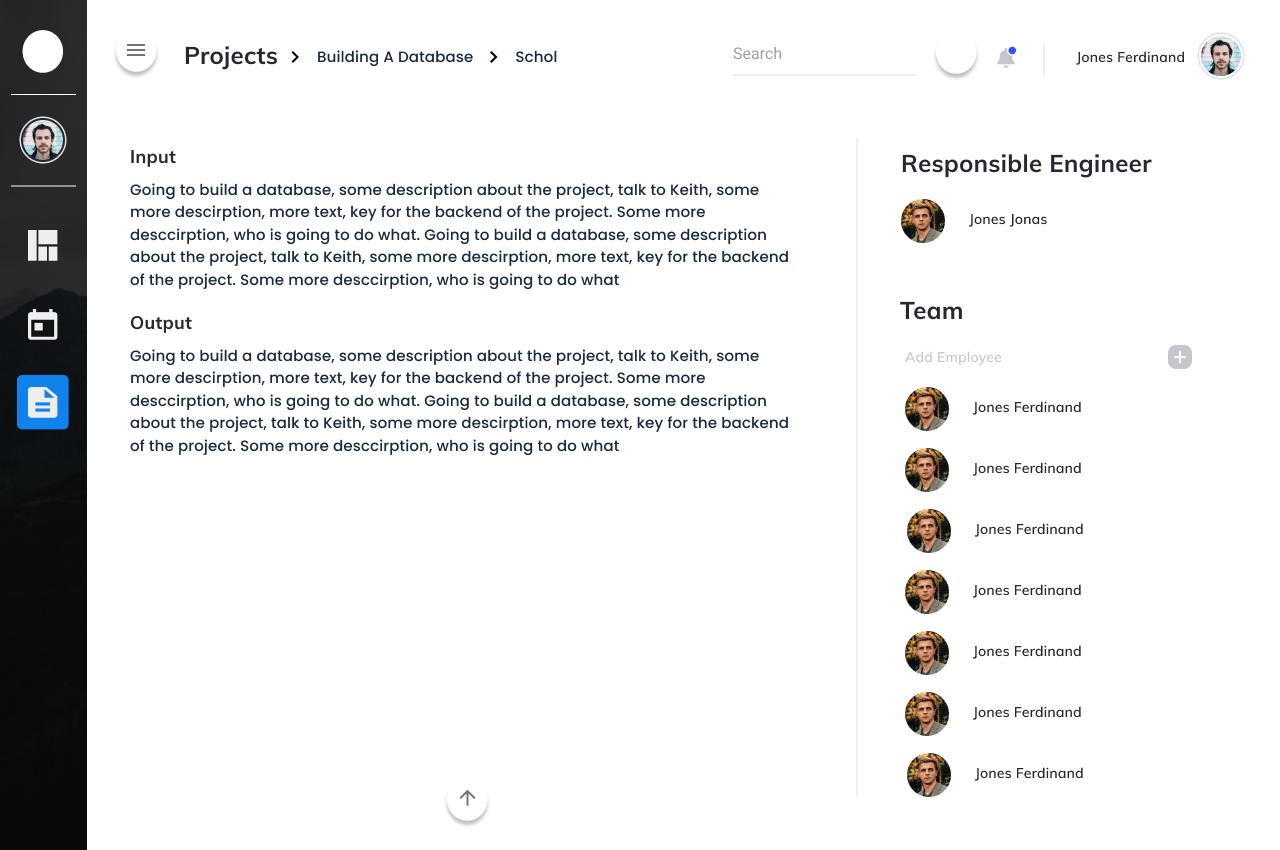 Projects > Building A Database > Schol
Search
Jones Ferdinand
Input
Going to build a database, some description about the project, talk to Keith, some
more descirption, more text, key for the backend of the project. Some more
desccirption, who is going to do what. Going to build a database, some description
about the project, talk to Keith, some more descirption, more text, key for the backend
of the project. Some more desccirption, who is going to do what
Output
Going to build a database, some description about the project, talk to Keith, some
more descirption, more text, key for the backend of the project. Some more
desccirption, who is going to do what. Going to build a database, some description
about the project, talk to Keith, some more descirption, more text, key for the backend
of the project. Some more desccirption, who is going to do what
Responsible Engineer
Jones Jonas
Team
Add Employee
Jones Ferdinand
Jones Ferdinand
Jones Ferdinand
Jones Ferdinand
Jones Ferdinand
Jones Ferdinand
Jones Ferdinand